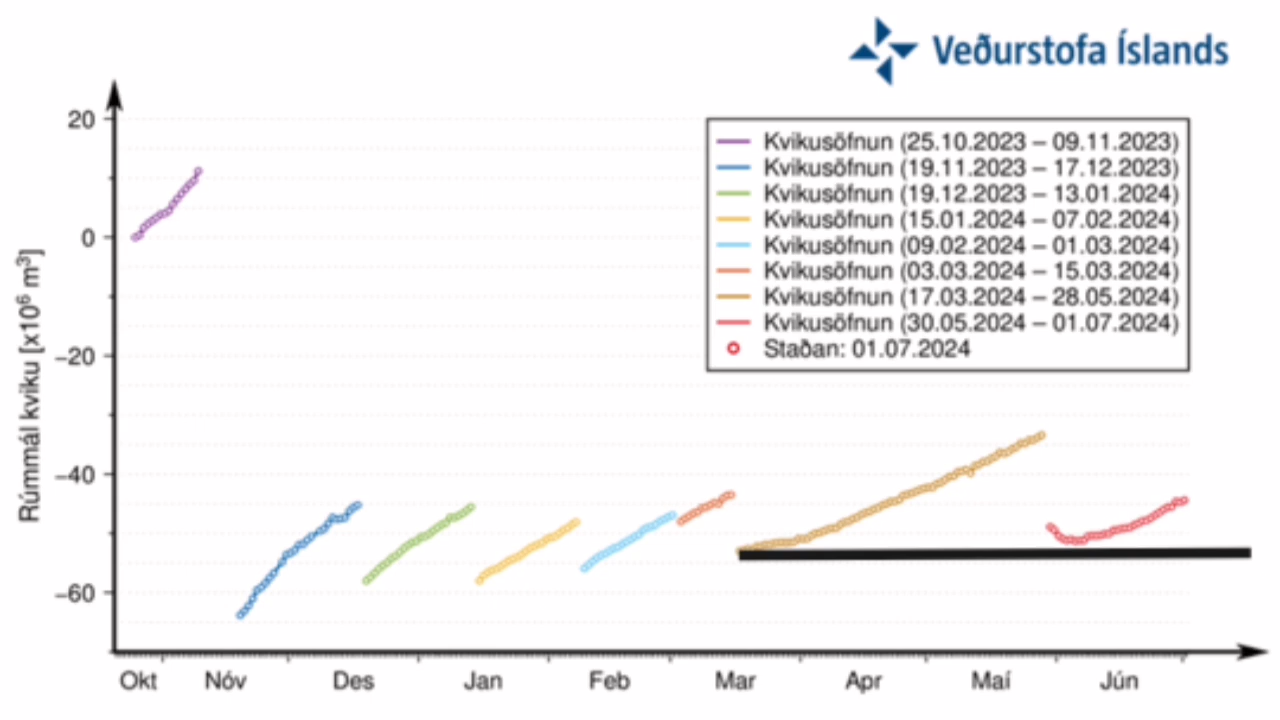 Veðurstofa Íslands
20
0
−20
−40
−60
Rúmmál kviku [x10⁶ m³]
Kvikusöfnun (25.10.2023 – 09.11.2023)
Kvikusöfnun (19.11.2023 – 17.12.2023)
Kvikusöfnun (19.12.2023 – 13.01.2024)
Kvikusöfnun (15.01.2024 – 07.02.2024)
Kvikusöfnun (09.02.2024 – 01.03.2024)
Kvikusöfnun (03.03.2024 – 15.03.2024)
Kvikusöfnun (17.03.2024 – 28.05.2024)
Kvikusöfnun (30.05.2024 – 01.07.2024)
Staðan: 01.07.2024
Okt Nóv Des Jan Feb Mar Apr Maí Jún